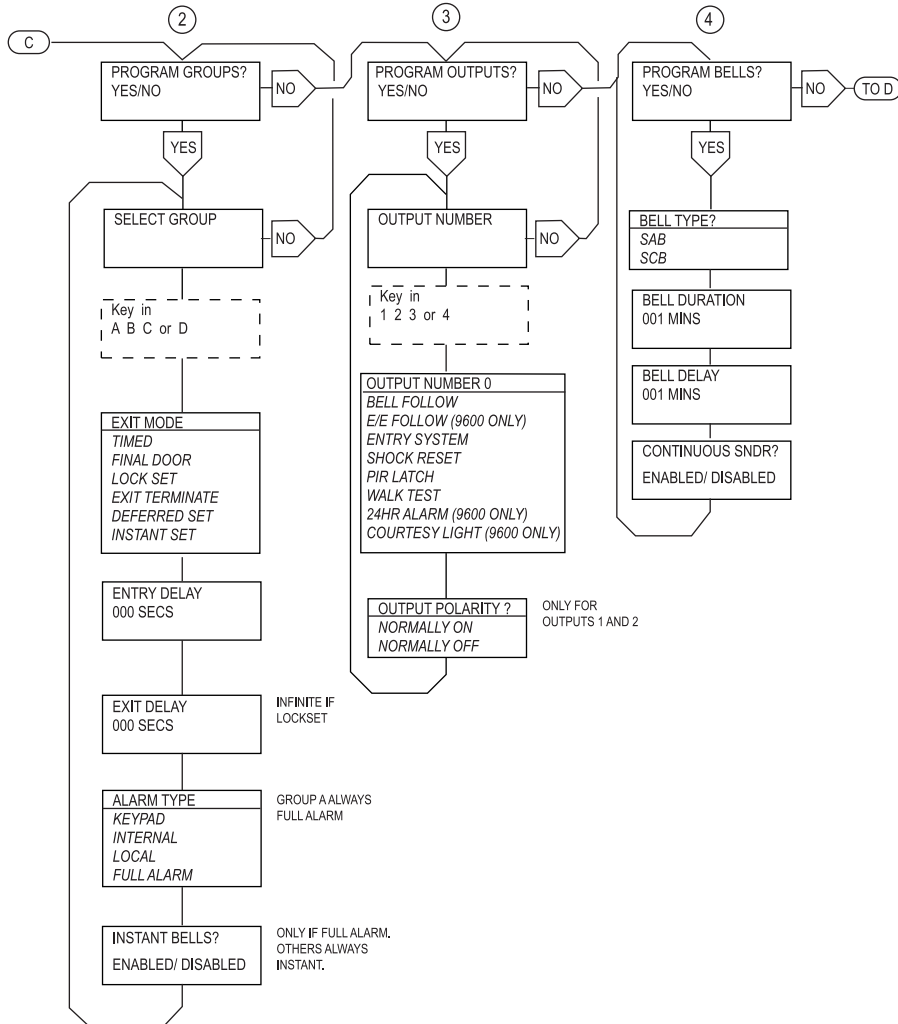 2
3
4
C
PROGRAM GROUPS?
YES/NO
NO
YES
SELECT GROUP
NO
Key in
A B C or D
EXIT MODE
TIMED
FINAL DOOR
LOCK SET
EXIT TERMINATE
DEFERRED SET
INSTANT SET
ENTRY DELAY
000 SECS
EXIT DELAY
000 SECS
INFINITE IF
LOCKSET
ALARM TYPE
KEYPAD
INTERNAL
LOCAL
FULL ALARM
GROUP A ALWAYS
FULL ALARM
INSTANT BELLS?
ENABLED/ DISABLED
ONLY IF FULL ALARM.
OTHERS ALWAYS
INSTANT.
PROGRAM OUTPUTS?
YES/NO
NO
YES
OUTPUT NUMBER
NO
Key in
1 2 3 or 4
OUTPUT NUMBER 0
BELL FOLLOW
E/E FOLLOW (9600 ONLY)
ENTRY SYSTEM
SHOCK RESET
PIR LATCH
WALK TEST
24HR ALARM (9600 ONLY)
COURTESY LIGHT (9600 ONLY)
OUTPUT POLARITY ?
NORMALLY ON
NORMALLY OFF
ONLY FOR
OUTPUTS 1 AND 2
PROGRAM BELLS?
YES/NO
NO
TO D
YES
BELL TYPE?
SAB
SCB
BELL DURATION
001 MINS
BELL DELAY
001 MINS
CONTINUOUS SNDR?
ENABLED/ DISABLED